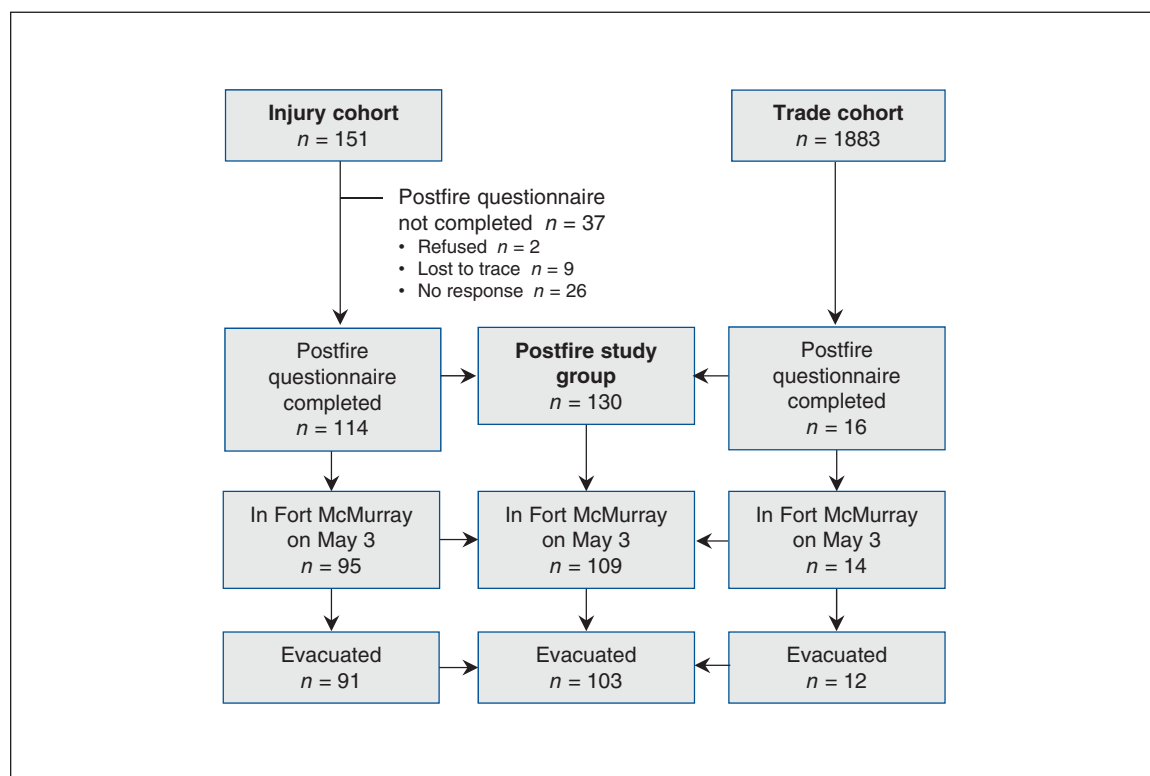 Injury cohort
n = 151
Trade cohort
n = 1883
Postfire questionnaire
not completed n = 37
• Refused n = 2
• Lost to trace n = 9
• No response n = 26
Postfire
questionnaire
completed
n = 114
Postfire study
group
n = 130
Postfire
questionnaire
completed
n = 16
In Fort McMurray
on May 3
n = 95
In Fort McMurray
on May 3
n = 109
In Fort McMurray
on May 3
n = 14
Evacuated
n = 91
Evacuated
n = 103
Evacuated
n = 12